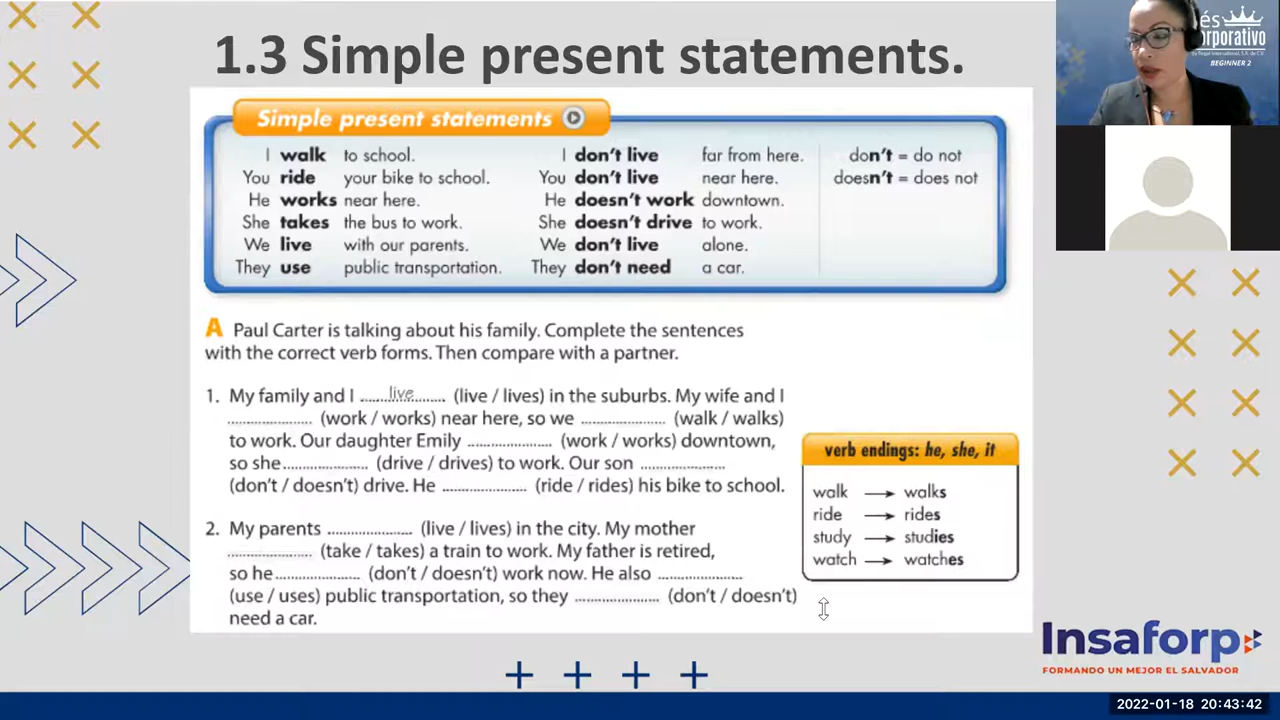 1.3 Simple present statements.
Simple present statements
I walk to school. I don't live far from here. don't = do not
You ride your bike to school. You don't live near here. doesn't = does not
He works near here. He doesn't work downtown.
She takes the bus to work. She doesn't drive to work.
We live with our parents. We don't live alone.
They use public transportation. They don't need a car.
A Paul Carter is talking about his family. Complete the sentences
with the correct verb forms. Then compare with a partner.
1. My family and I ......live...... (live / lives) in the suburbs. My wife and I
..................... (work / works) near here, so we ..................... (walk / walks)
to work. Our daughter Emily ..................... (work / works) downtown,
so she..................... (drive / drives) to work. Our son .....................
(don't / doesn't) drive. He ..................... (ride / rides) his bike to school.
2. My parents ..................... (live / lives) in the city. My mother
..................... (take / takes) a train to work. My father is retired,
so he..................... (don't / doesn't) work now. He also .....................
(use / uses) public transportation, so they ..................... (don't / doesn't)
need a car.
verb endings: he, she, it
walk → walks
ride → rides
study → studies
watch → watches
és
orporativo
BEGINNER 2
Insaforp
FORMANDO UN MEJOR EL SALVADOR
2022-01-18 20:43:42